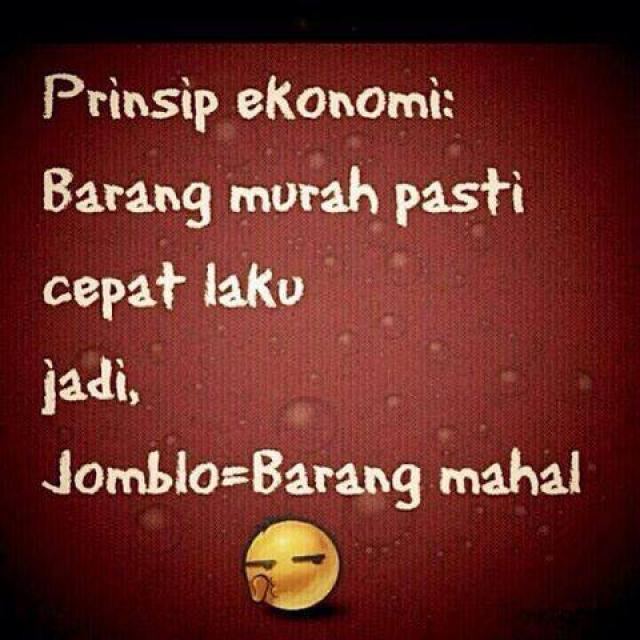 Prinsip ekonomi:
Barang murah pasti
cepat laku
jadi,
Jomblo=Barang mahal